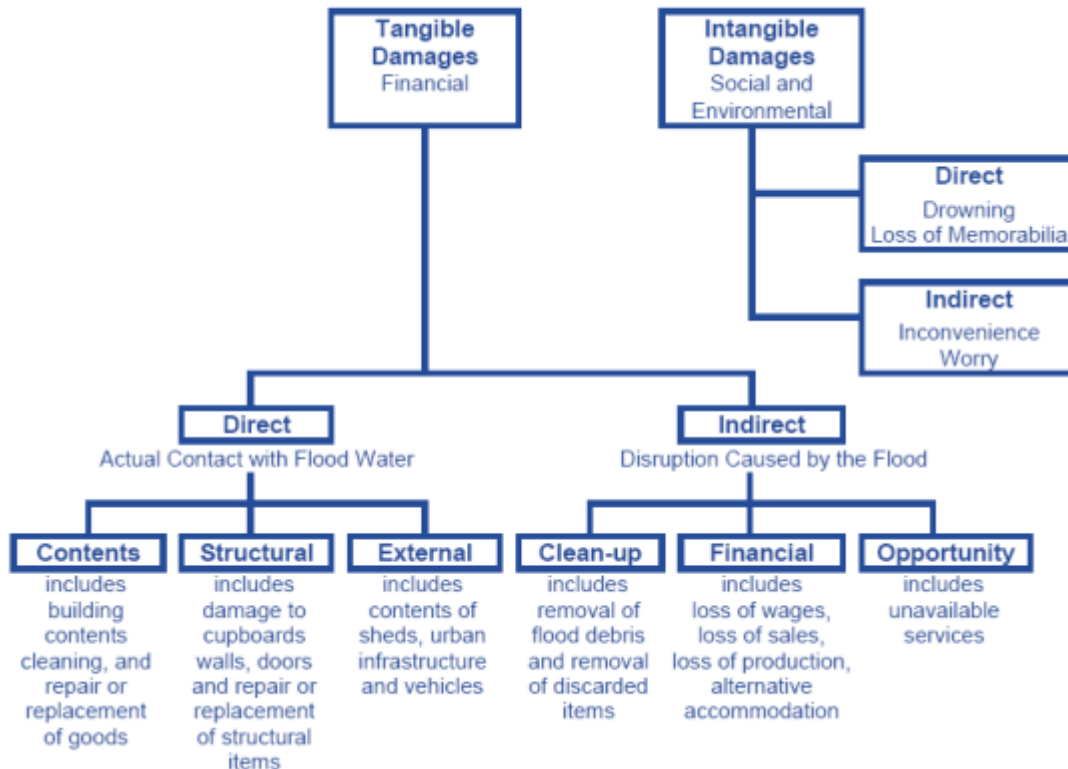 Tangible
Damages
Financial
Intangible
Damages
Social and
Environmental
Direct
Drowning
Loss of Memorabilia
Indirect
Inconvenience
Worry
Direct
Actual Contact with Flood Water
Indirect
Disruption Caused by the Flood
Contents
includes
building
contents
cleaning, and
repair or
replacement
of goods
Structural
includes
damage to
cupboards
walls, doors
and repair or
replacement
of structural
items
External
includes
contents of
sheds, urban
infrastructure
and vehicles
Clean-up
includes
removal of
flood debris
and removal
of discarded
items
Financial
includes
loss of wages,
loss of sales,
loss of production,
alternative
accommodation
Opportunity
includes
unavailable
services